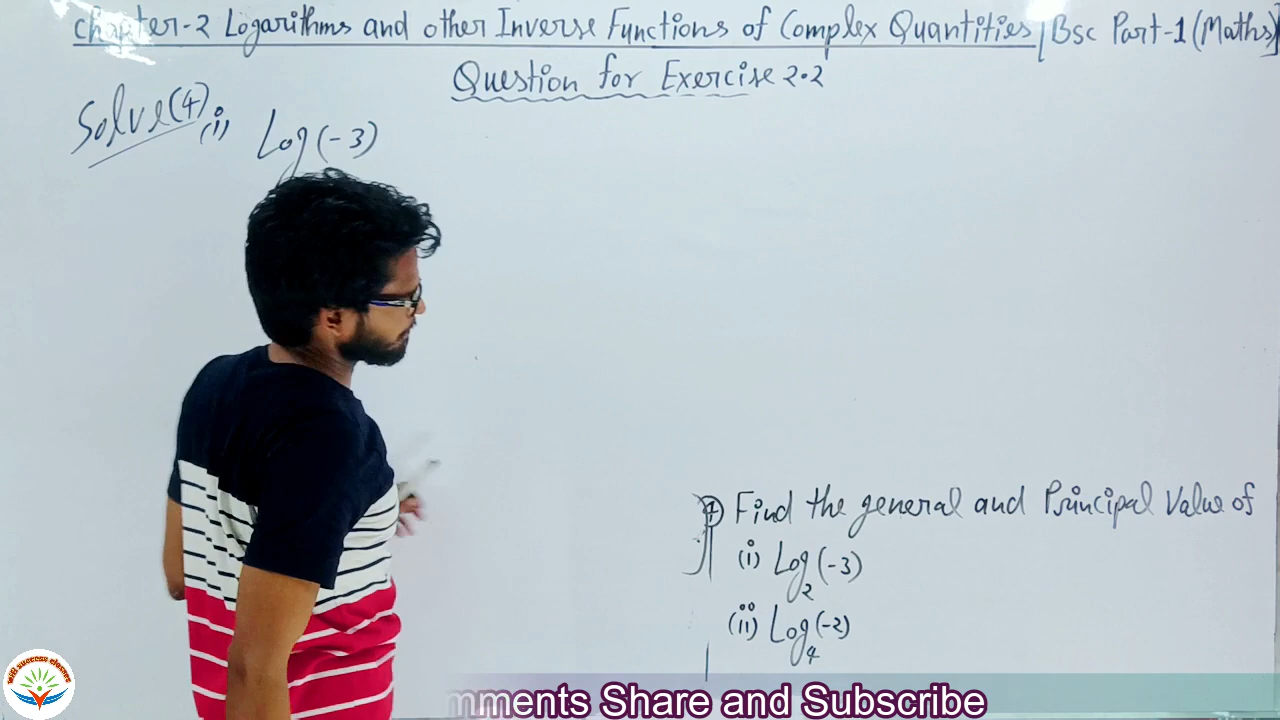 Chapter-2 Logarithms and other Inverse Functions of Complex Quantities | Bsc Part-1 (Maths)
Question for Exercise 2.2
Solve(4)
(i) Log(-3)
Find the general and Principal Value of
(i) Log₂(-3)
(ii) Log₄(-2)
mments Share and Subscribe